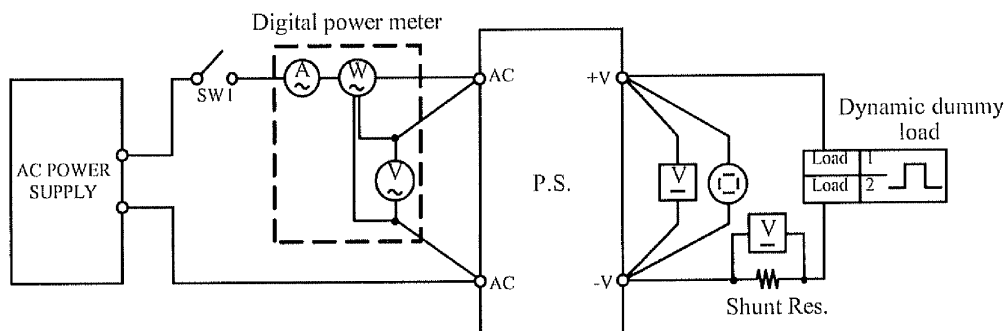 Digital power meter
A
W
AC
+V
SW1
Dynamic dummy
load
AC POWER
SUPPLY
V
P.S.
V
Load 1
Load 2
V
AC
-V
Shunt Res.